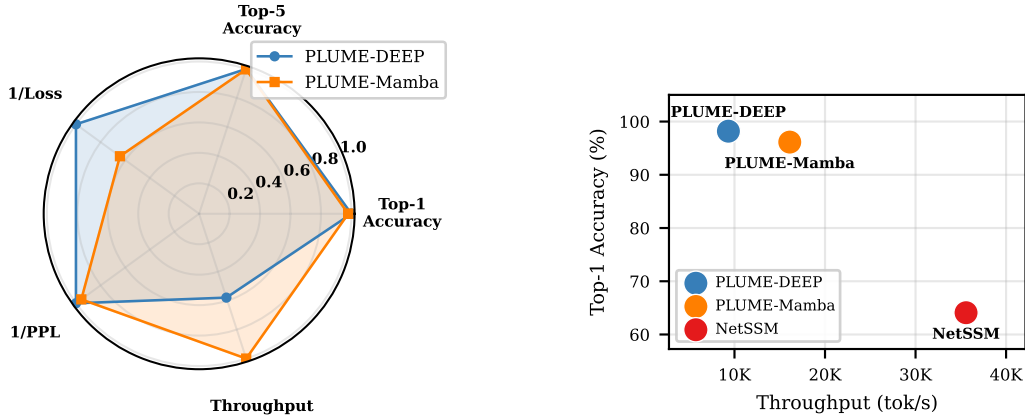 Top-5
Accuracy
PLUME-DEEP
PLUME-Mamba
1/Loss
1.0
0.8
0.6
0.4
0.2
Top-1
Accuracy
1/PPL
Throughput
Top-1 Accuracy (%)
100
90
80
70
60
PLUME-DEEP
PLUME-Mamba
NetSSM
PLUME-DEEP
PLUME-Mamba
NetSSM
10K
20K
30K
40K
Throughput (tok/s)